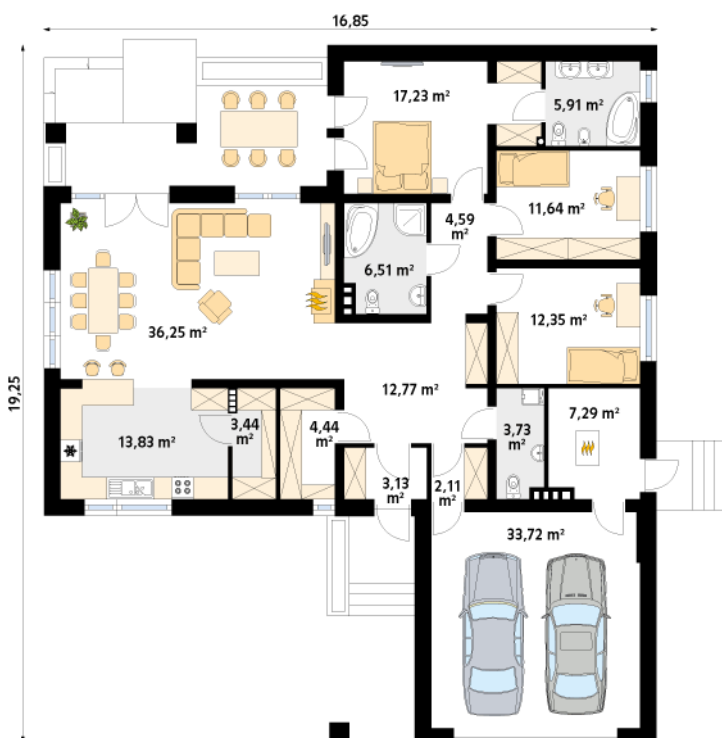 16,85
17,23 m²
5,91 m²
11,64 m²
4,59
m²
6,51 m²
36,25 m²
12,35 m²
19,25
12,77 m²
13,83 m²
3,44
m²
4,44
m²
3,73
m²
7,29 m²
3,13
m²
2,11
m²
33,72 m²